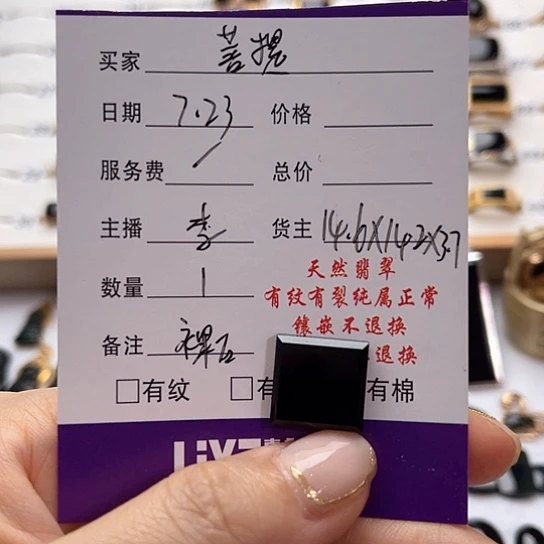 买家 菩提
日期 7.23 价格
服务费 / 总价
主播 李 货主 14.6X14.2X3.7
数量 1
天然翡翠
有纹有裂纯属正常
镶嵌不退换
备注 裸石
退换
有纹 有 有棉
LiYZ